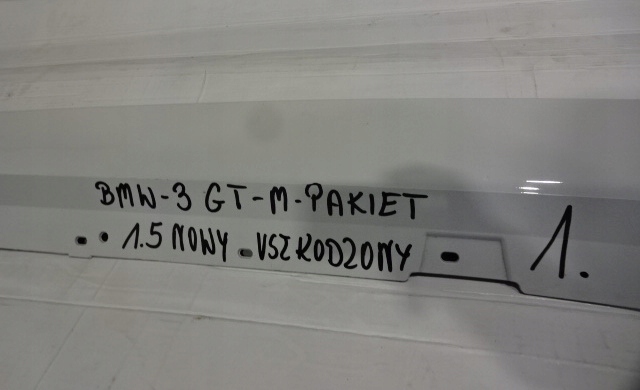 BMW-3 GT-M-PAKIET
1.5 NOWY USZKODZONY
1.